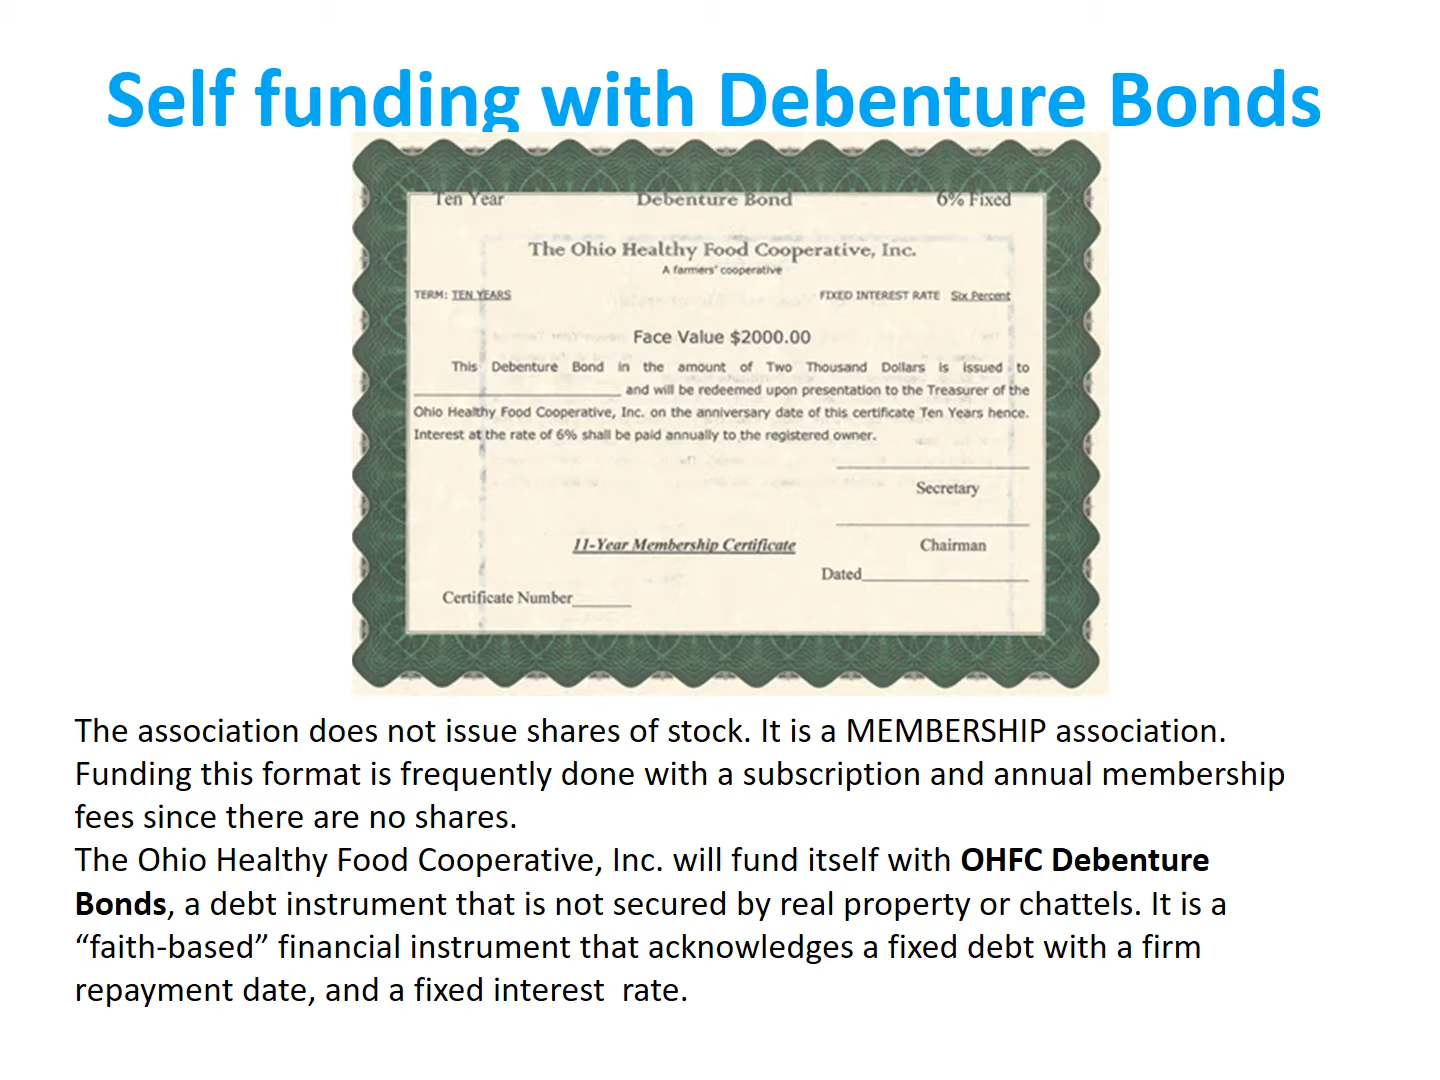 Self funding with Debenture Bonds
Ten Year Debenture Bond 6% Fixed
The Ohio Healthy Food Cooperative, Inc.
A farmers' cooperative
TERM: TEN YEARS FIXED INTEREST RATE Six Percent
Face Value $2000.00
This Debenture Bond in the amount of Two Thousand Dollars is issued to
____________________ and will be redeemed upon presentation to the Treasurer of the
Ohio Healthy Food Cooperative, Inc. on the anniversary date of this certificate Ten Years hence.
Interest at the rate of 6% shall be paid annually to the registered owner.
Secretary
11-Year Membership Certificate
Chairman
Dated____________________
Certificate Number______
The association does not issue shares of stock. It is a MEMBERSHIP association.
Funding this format is frequently done with a subscription and annual membership
fees since there are no shares.
The Ohio Healthy Food Cooperative, Inc. will fund itself with OHFC Debenture
Bonds, a debt instrument that is not secured by real property or chattels. It is a
“faith-based” financial instrument that acknowledges a fixed debt with a firm
repayment date, and a fixed interest  rate.